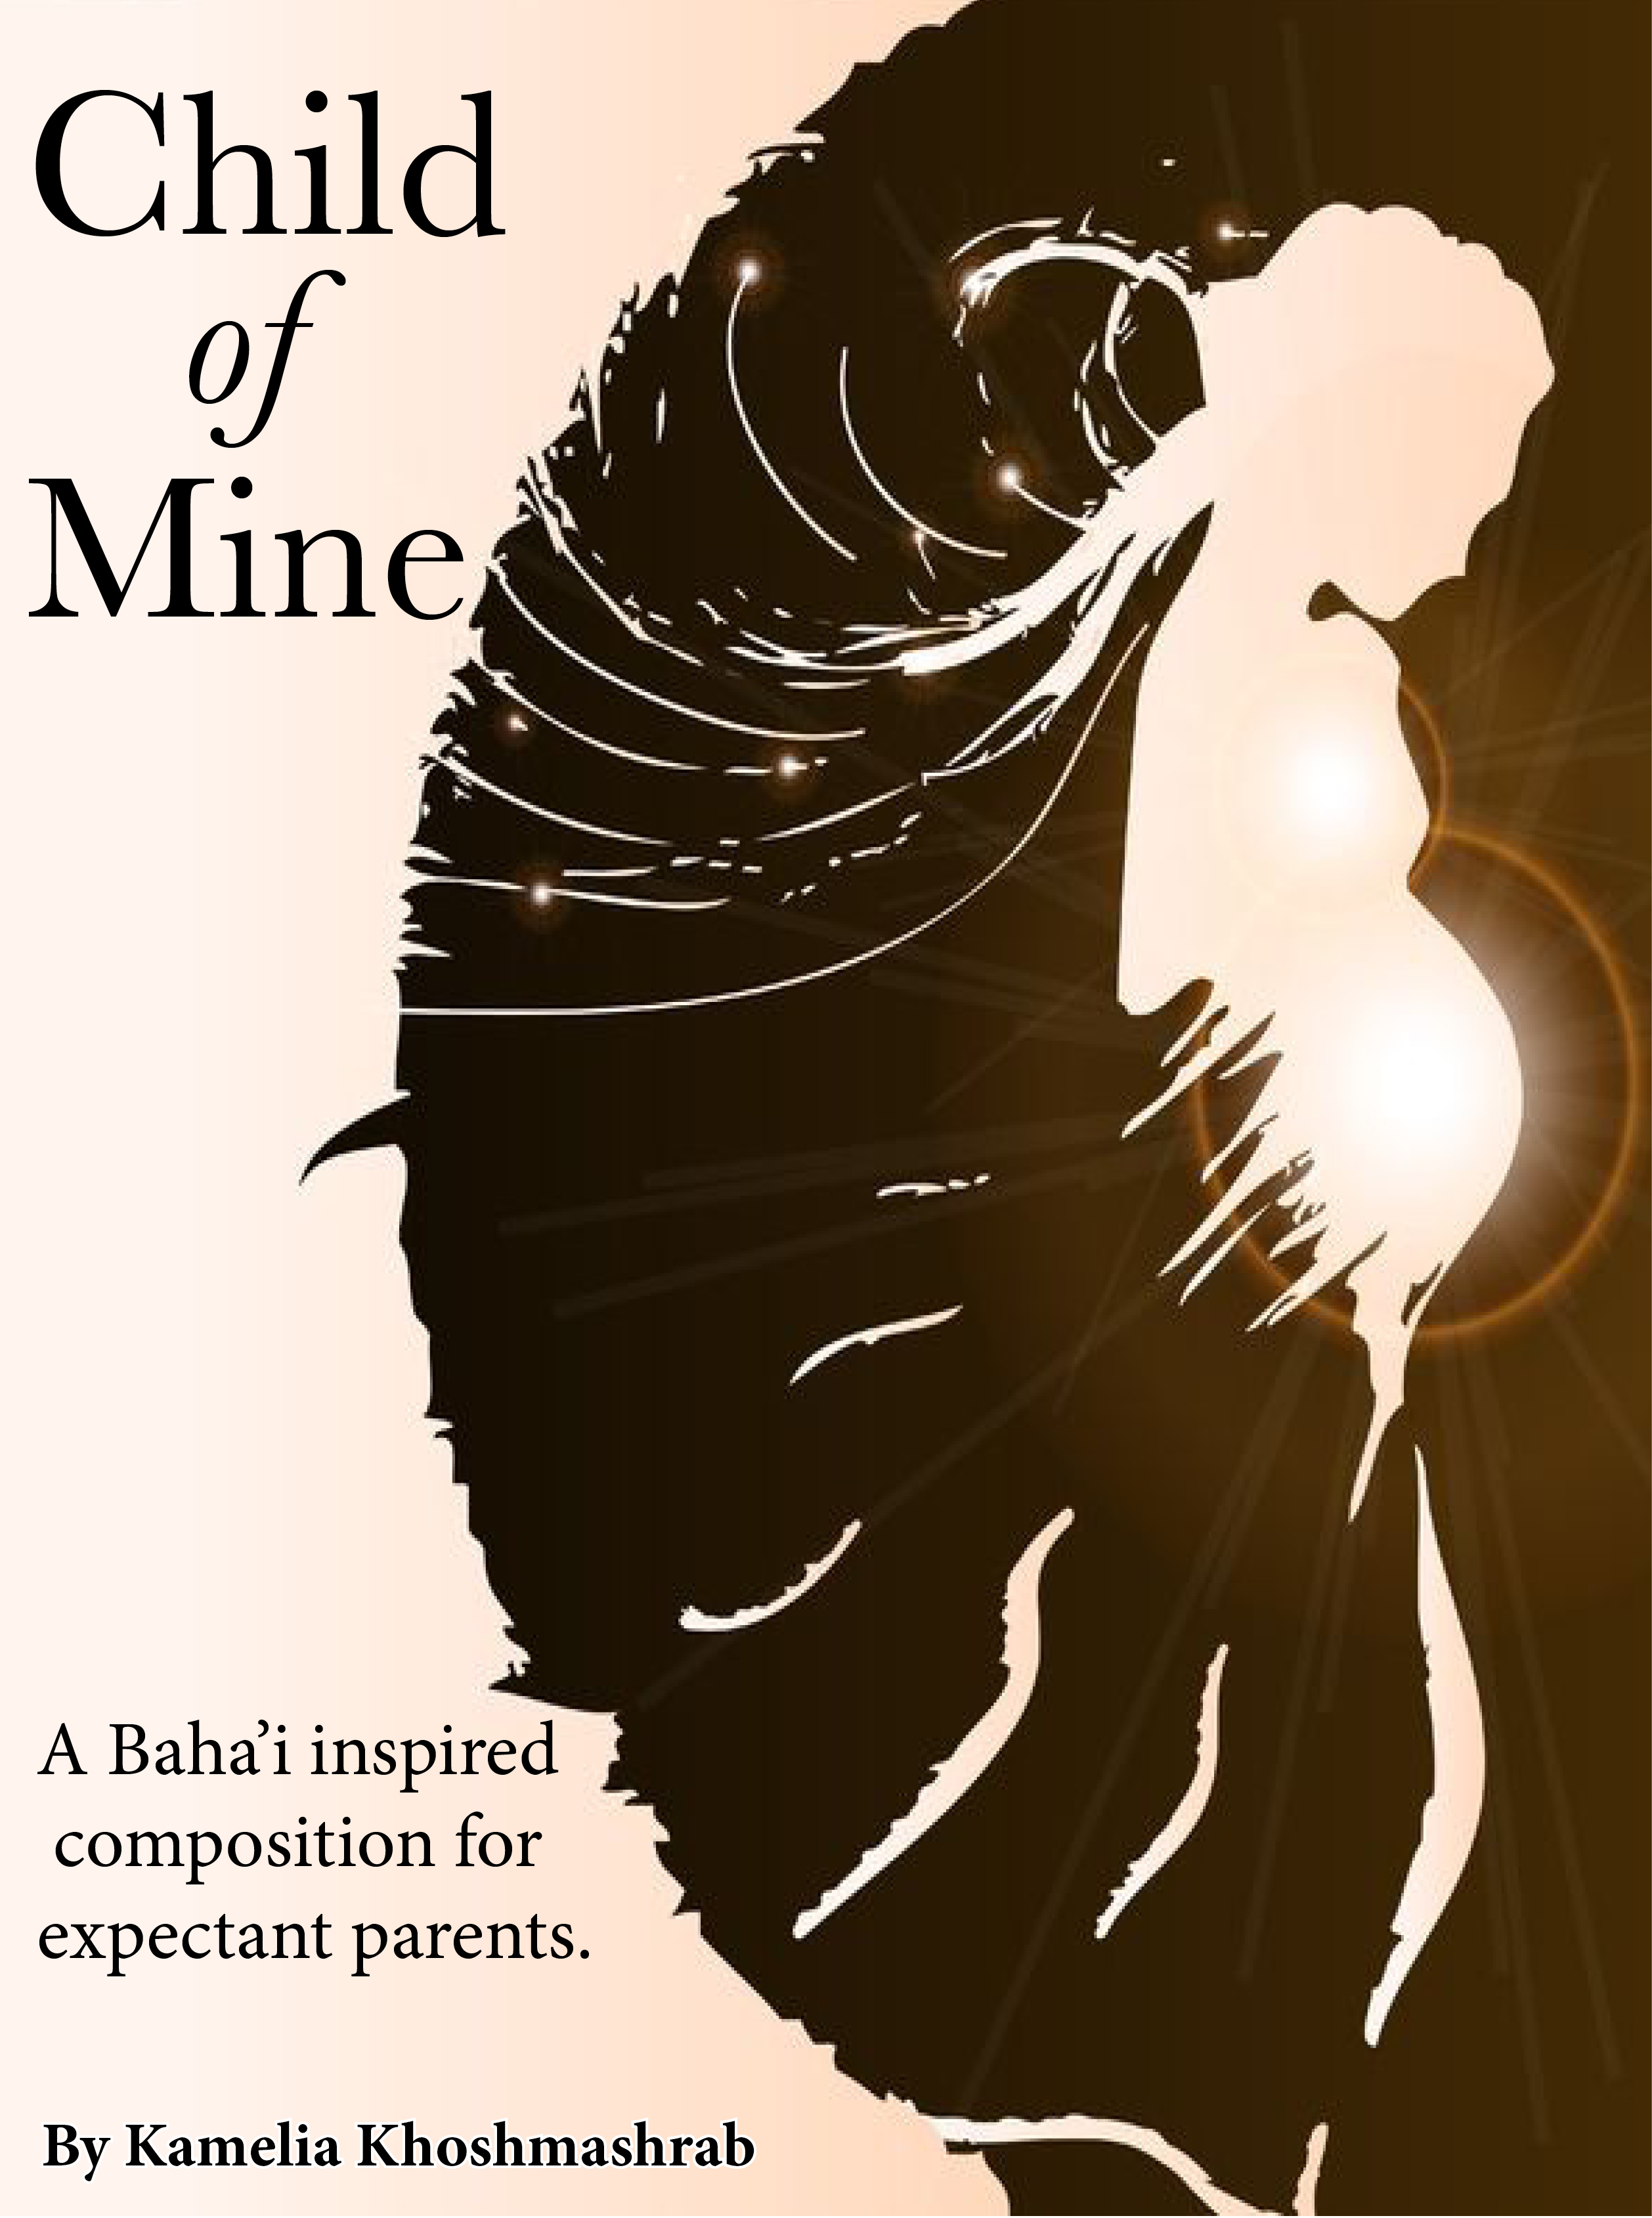 Child
of
Mine
A Baha’i inspired
composition for
expectant parents.
By Kamelia Khoshmashrab